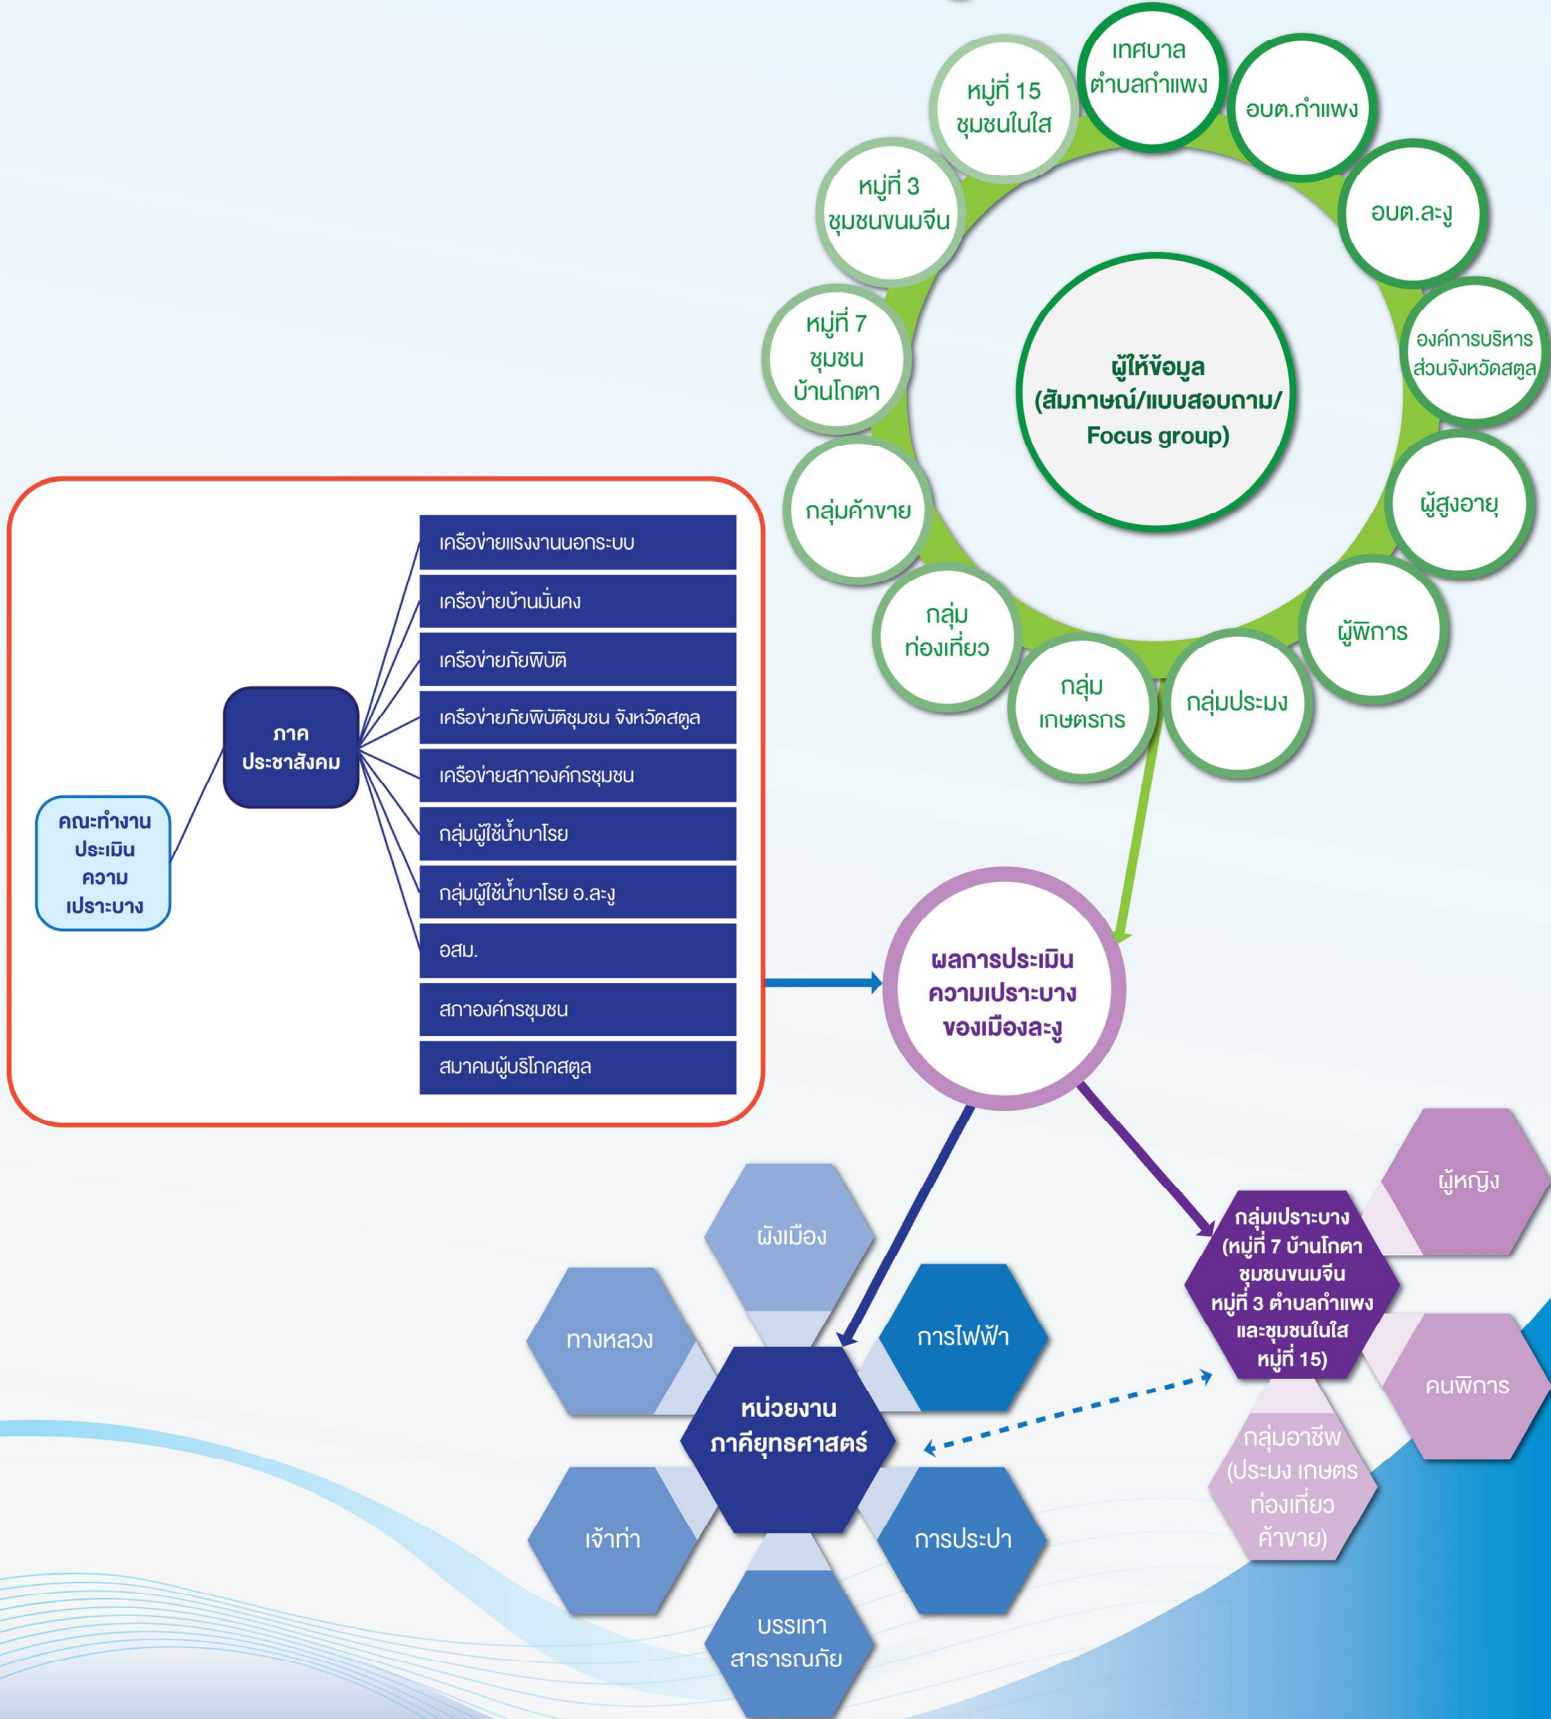 เทศบาล
ตำบลกำแพง
อบต.กำแพง
อบต.ละงู
องค์การบริหาร
ส่วนจังหวัดสตูล
ผู้สูงอายุ
ผู้พิการ
กลุ่มประมง
กลุ่ม
เกษตรกร
กลุ่ม
ท่องเที่ยว
กลุ่มค้าขาย
หมู่ที่ 7
ชุมชน
บ้านโกตา
หมู่ที่ 3
ชุมชนขนมจีน
หมู่ที่ 15
ชุมชนในใส
ผู้ให้ข้อมูล
(สัมภาษณ์/แบบสอบถาม/
Focus group)
คณะทำงาน
ประเมิน
ความ
เปราะบาง
ภาค
ประชาสังคม
เครือข่ายแรงงานนอกระบบ
เครือข่ายบ้านมั่นคง
เครือข่ายภัยพิบัติ
เครือข่ายภัยพิบัติชุมชน จังหวัดสตูล
เครือข่ายสภาองค์กรชุมชน
กลุ่มผู้ใช้น้ำบาโรย
กลุ่มผู้ใช้น้ำบาโรย อ.ละงู
อสม.
สภาองค์กรชุมชน
สมาคมผู้บริโภคสตูล
ผลการประเมิน
ความเปราะบาง
ของเมืองละงู
ผังเมือง
ทางหลวง
การไฟฟ้า
หน่วยงาน
ภาคียุทธศาสตร์
เจ้าท่า
การประปา
บรรเทา
สาธารณภัย
กลุ่มเปราะบาง
(หมู่ที่ 7 บ้านโกตา
ชุมชนขนมจีน
หมู่ที่ 3 ตำบลกำแพง
และชุมชนในใส
หมู่ที่ 15)
ผู้หญิง
คนพิการ
กลุ่มอาชีพ
(ประมง เกษตร
ท่องเที่ยว
ค้าขาย)